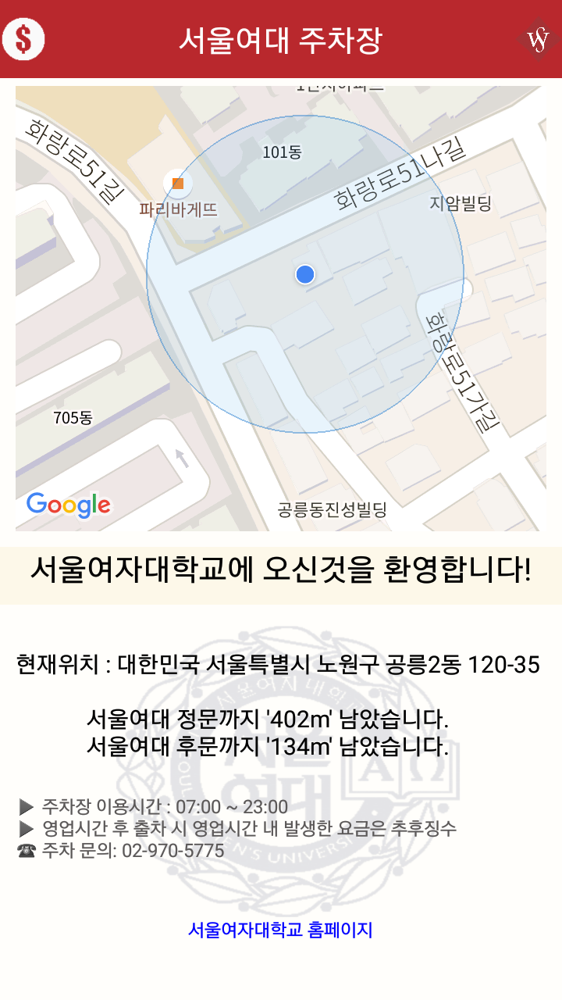 $
서울여대 주차장
화랑로51길
101동
파리바게뜨
화랑로51나길
지암빌딩
화랑로51가길
705동
Google
공릉동진성빌딩
서울여자대학교에 오신것을 환영합니다!
현재위치 : 대한민국 서울특별시 노원구 공릉2동 120-35
서울여대 정문까지 '402m' 남았습니다.
서울여대 후문까지 '134m' 남았습니다.
▶ 주차장 이용시간 : 07:00 ~ 23:00
▶ 영업시간 후 출차 시 영업시간 내 발생한 요금은 추후징수
☎ 주차 문의: 02-970-5775
서울여자대학교 홈페이지